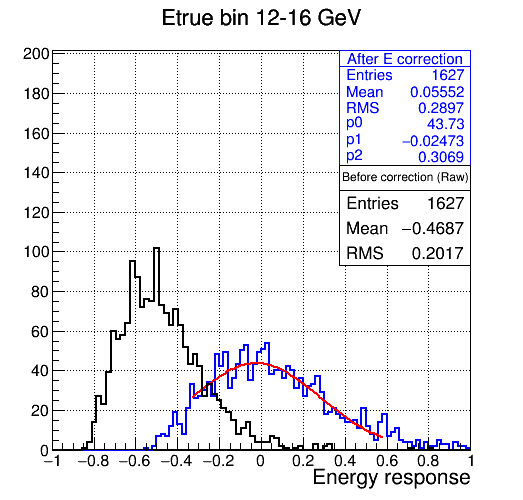 Etrue bin 12-16 GeV
After E correction
Entries 1627
Mean 0.05552
RMS 0.2897
p0 43.73
p1 −0.02473
p2 0.3069
Before correction (Raw)
Entries 1627
Mean −0.4687
RMS 0.2017
200
180
160
140
120
100
80
60
40
20
0
−1 −0.8 −0.6 −0.4 −0.2 0 0.2 0.4 0.6 0.8 1
Energy response